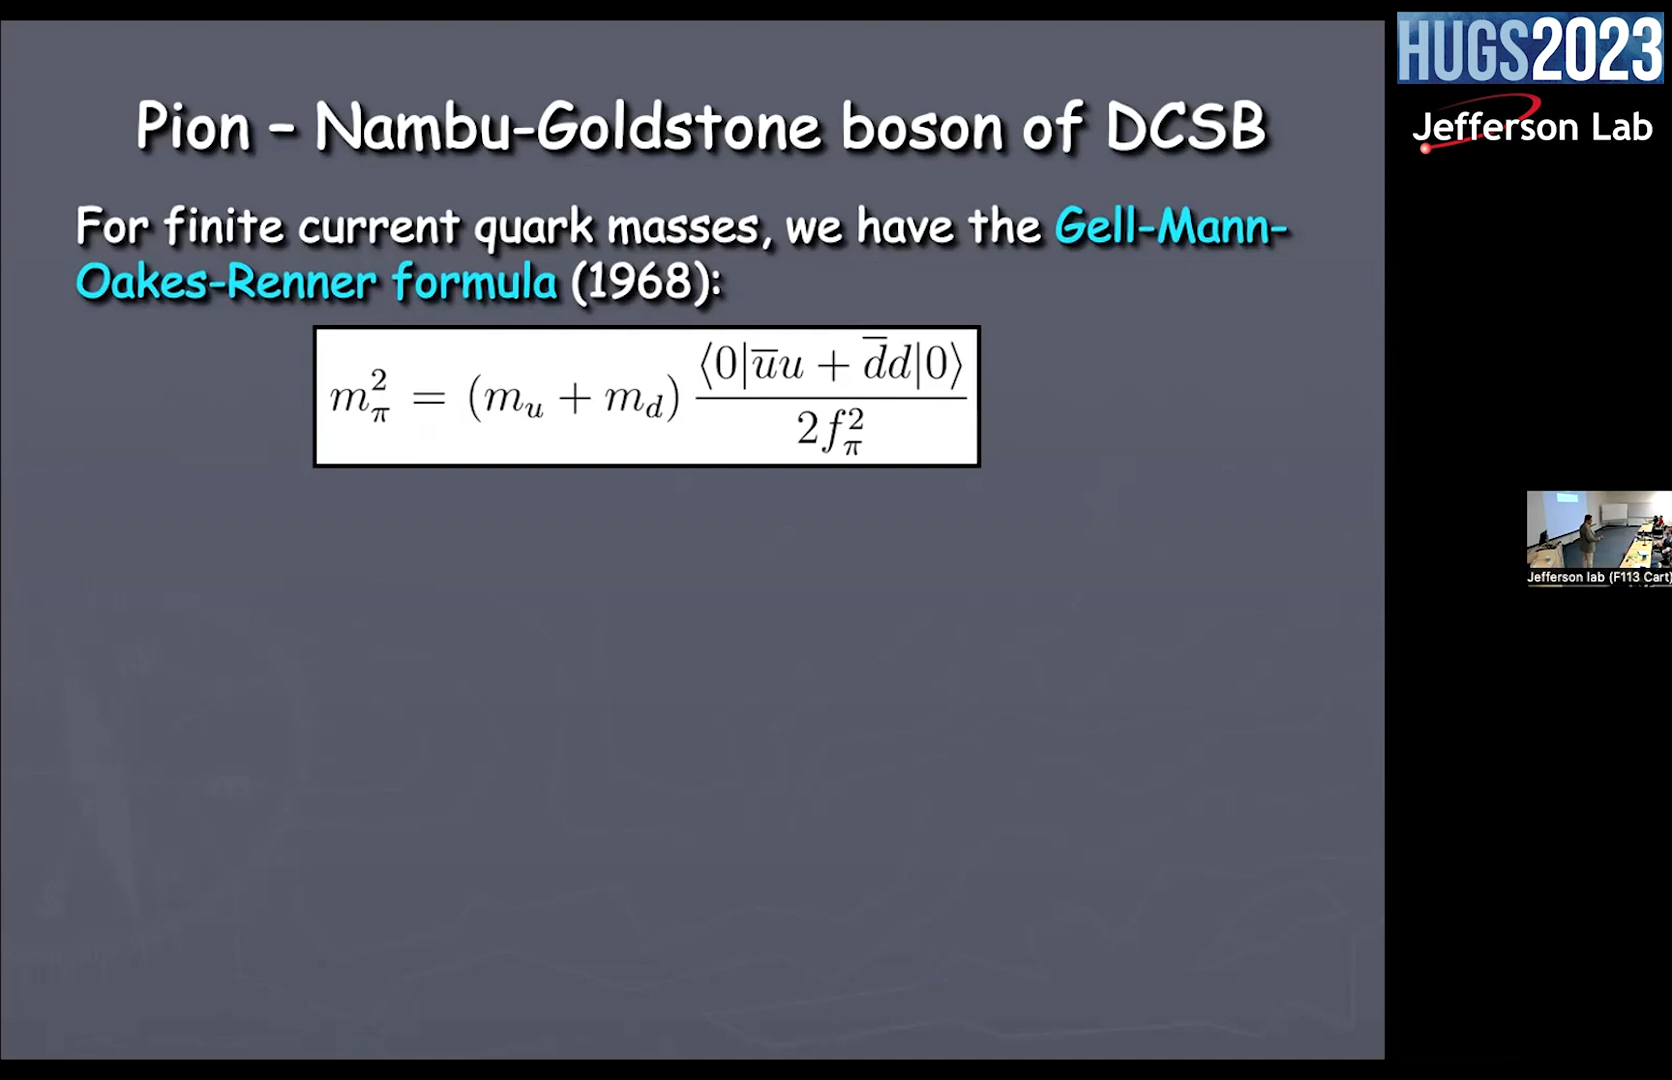 Pion – Nambu-Goldstone boson of DCSB
For finite current quark masses, we have the Gell-Mann-
Oakes-Renner formula (1968):
m_π^2 = (m_u + m_d) ⟨0|u̅u + d̅d|0⟩ / 2f_π^2
HUGS2023
Jefferson Lab
Jefferson lab (F113 Cart)